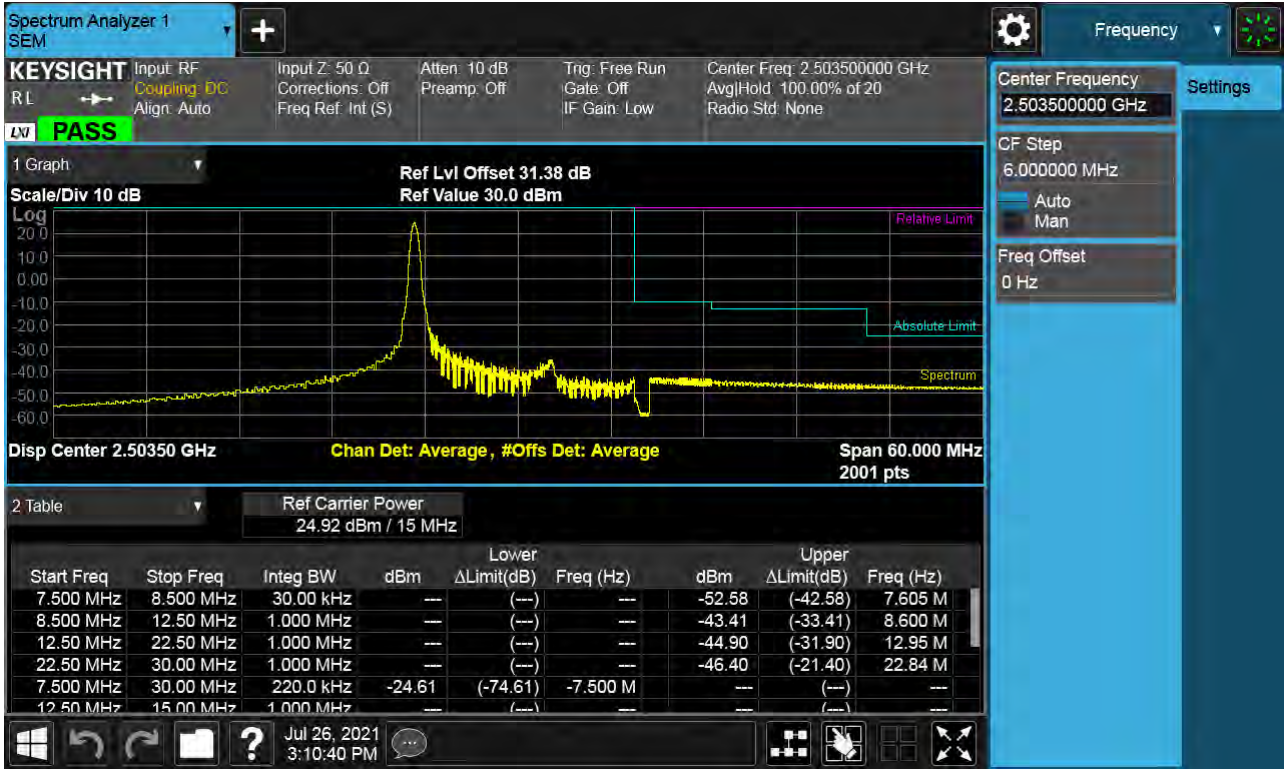 Spectrum Analyzer 1
SEM
Frequency
KEYSIGHT
Input: RF
Coupling: DC
Align: Auto
Input Z: 50 Ω
Corrections: Off
Freq Ref: Int (S)
Atten: 10 dB
Preamp: Off
Trig: Free Run
Gate: Off
IF Gain: Low
Center Freq: 2.503500000 GHz
Avg|Hold: 100.00% of 20
Radio Std: None
R L
LXI PASS
Center Frequency
2.503500000 GHz
Settings
CF Step
6.000000 MHz
Auto
Man
Freq Offset
0 Hz
1 Graph
Scale/Div 10 dB
Ref Lvl Offset 31.38 dB
Ref Value 30.0 dBm
Log
20.0
10.0
0.00
-10.0
-20.0
-30.0
-40.0
-50.0
-60.0
Relative Limit
Absolute Limit
Spectrum
Disp Center 2.50350 GHz Chan Det: Average, #Offs Det: Average Span 60.000 MHz
2001 pts
2 Table
Ref Carrier Power
24.92 dBm / 15 MHz
Lower Upper
Start Freq Stop Freq Integ BW dBm ΔLimit(dB) Freq (Hz) dBm ΔLimit(dB) Freq (Hz)
7.500 MHz 8.500 MHz 30.00 kHz --- (---) --- -52.58 (-42.58) 7.605 M
8.500 MHz 12.50 MHz 1.000 MHz --- (---) --- -43.41 (-33.41) 8.600 M
12.50 MHz 22.50 MHz 1.000 MHz --- (---) --- -44.90 (-31.90) 12.95 M
22.50 MHz 30.00 MHz 1.000 MHz --- (---) --- -46.40 (-21.40) 22.84 M
7.500 MHz 30.00 MHz 220.0 kHz -24.61 (-74.61) -7.500 M --- (---) ---
12.50 MHz 15.00 MHz 1.000 MHz --- (---) --- --- (---) ---
? Jul 26, 2021
3:10:40 PM